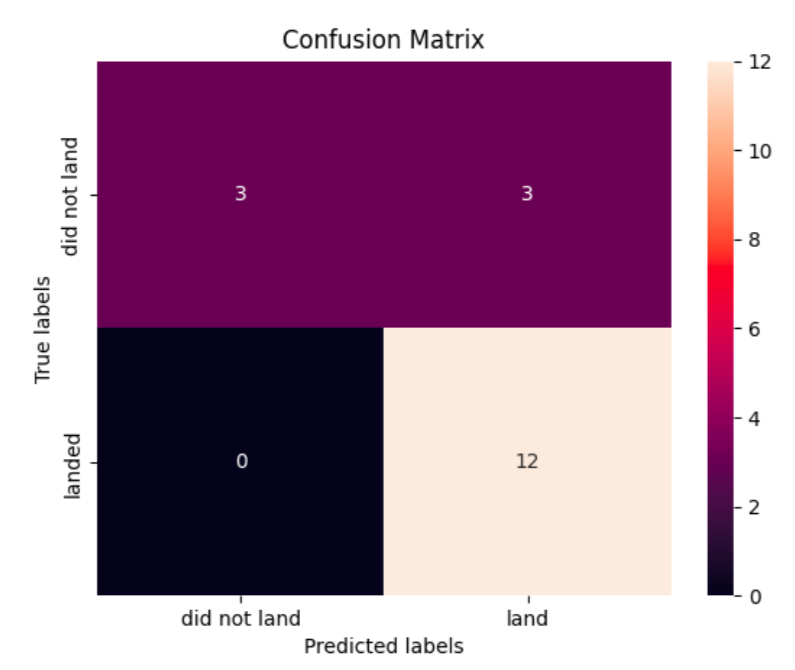 Confusion Matrix
True labels
did not land
landed
3
3
0
12
did not land
land
Predicted labels
12
10
8
6
4
2
0